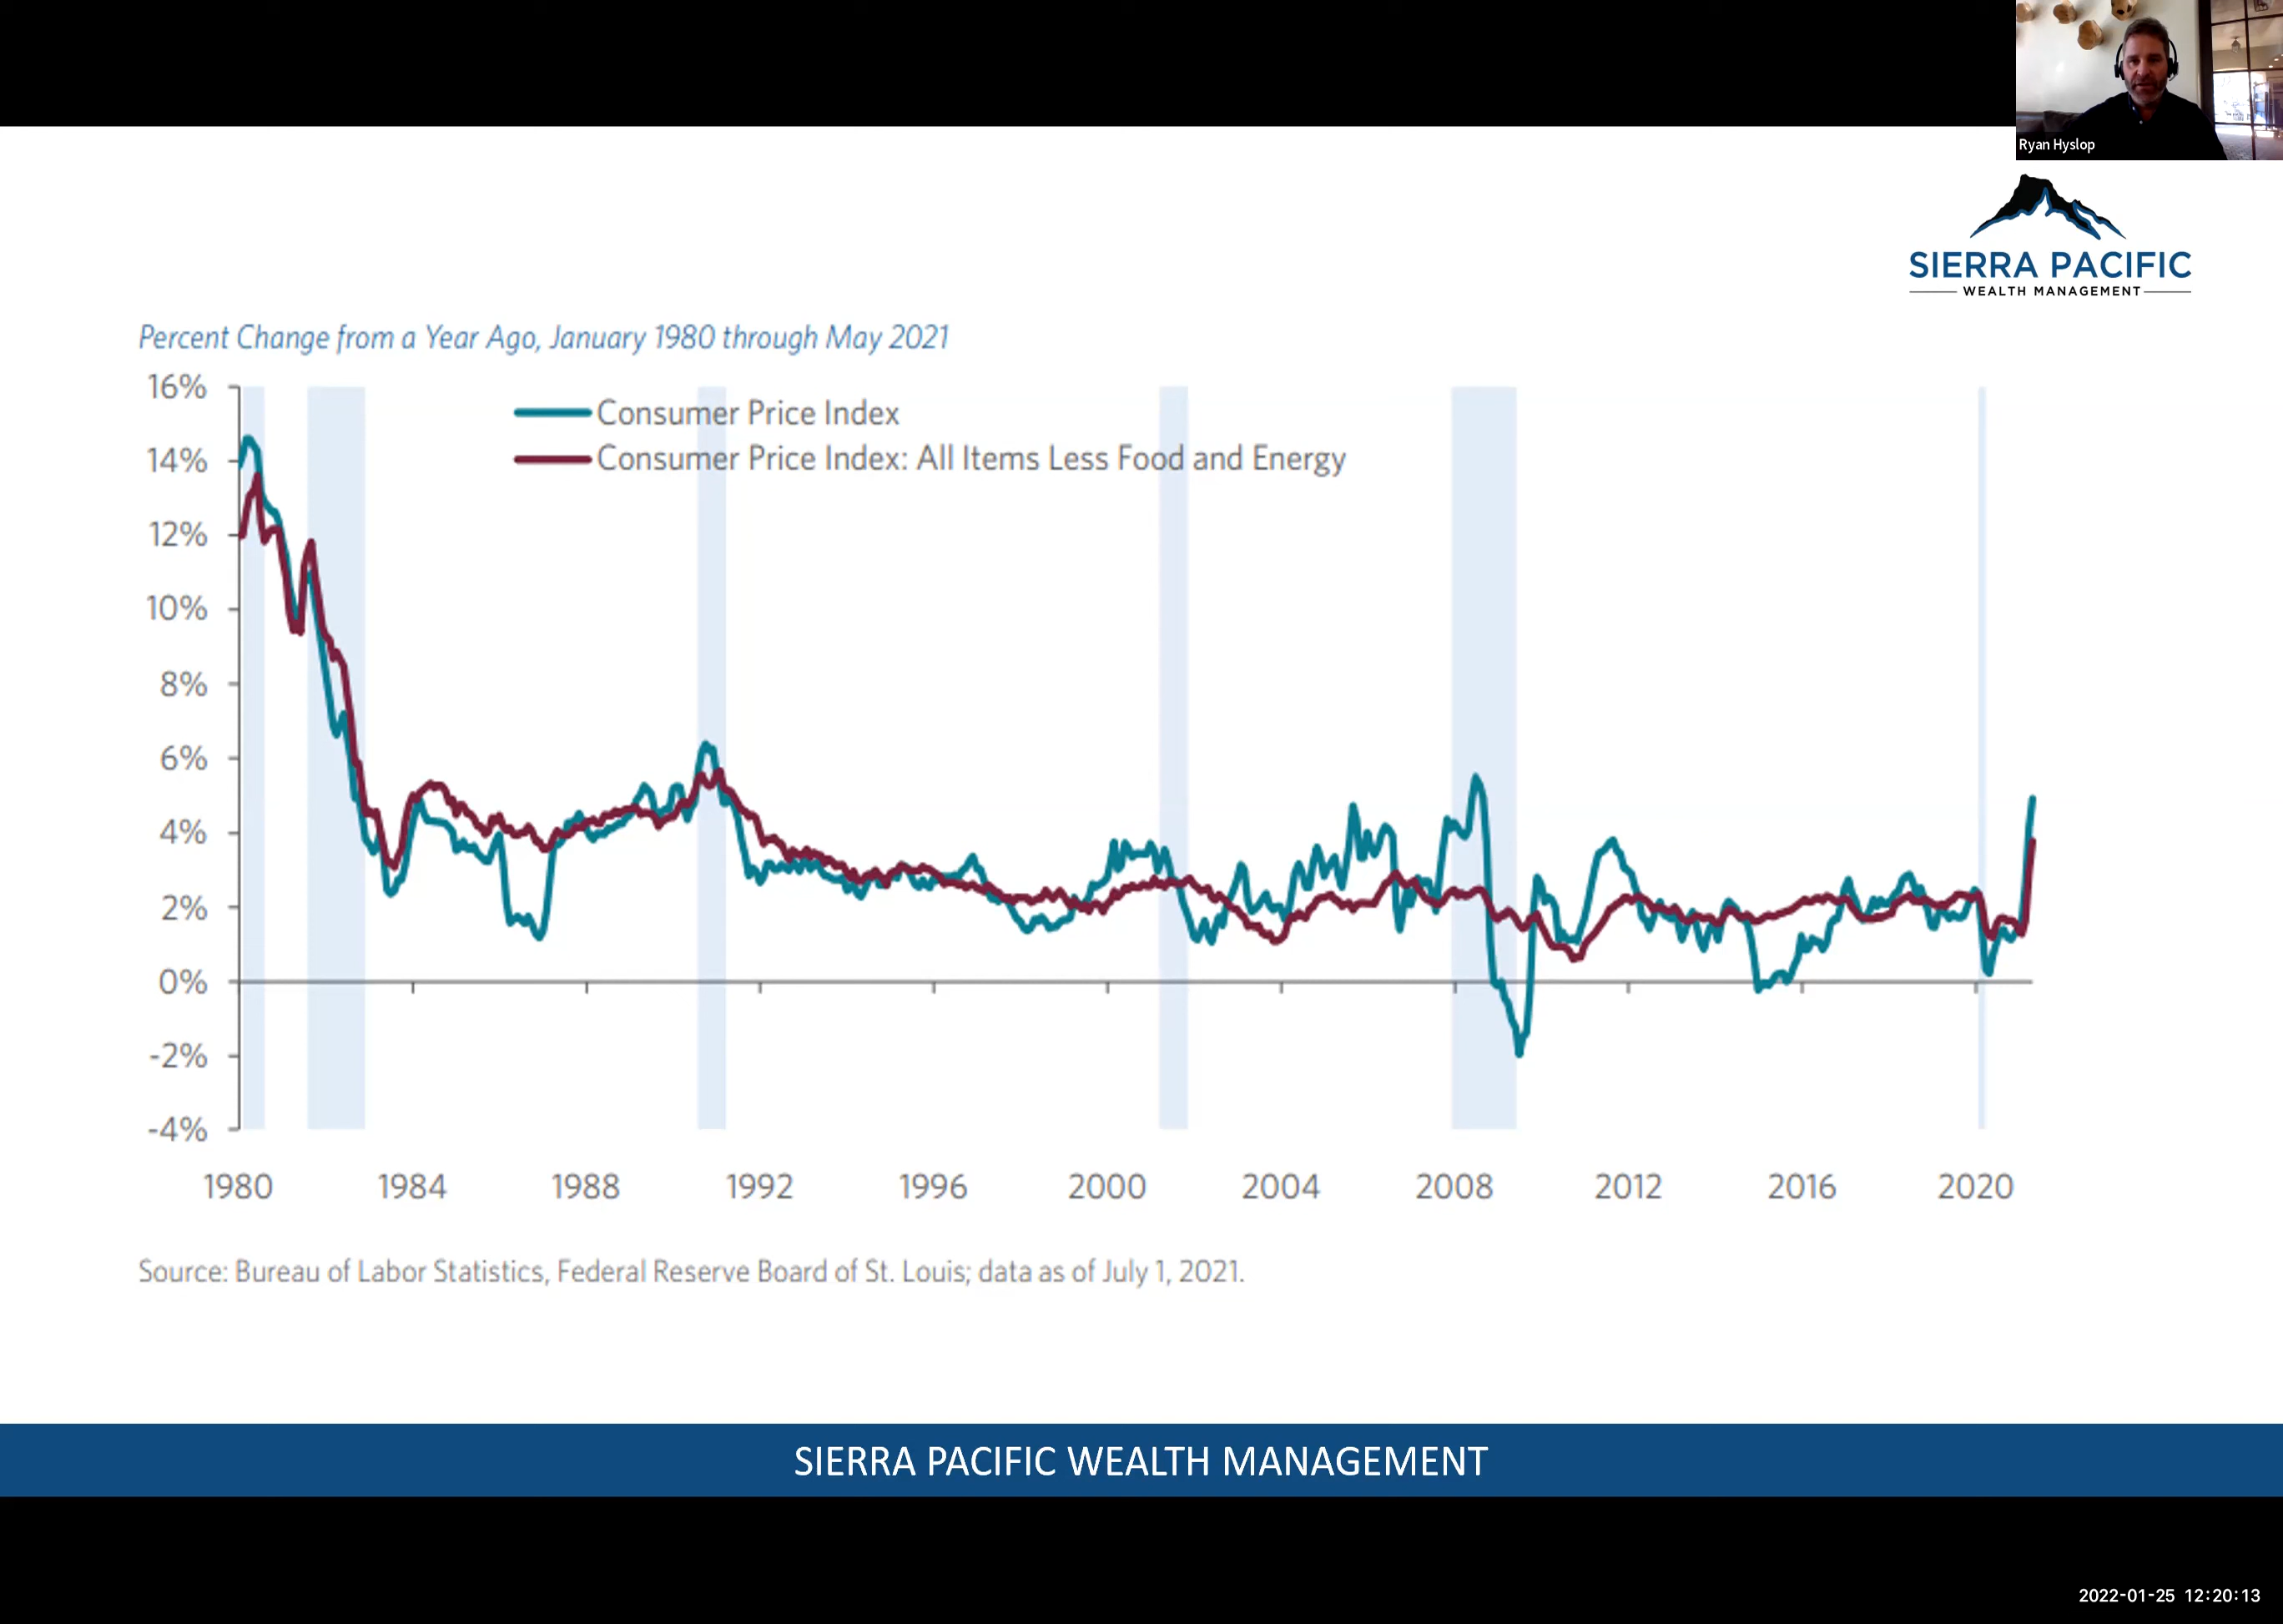 Ryan Hyslop
SIERRA PACIFIC
WEALTH MANAGEMENT
Percent Change from a Year Ago, January 1980 through May 2021
16%
Consumer Price Index
14%
Consumer Price Index: All Items Less Food and Energy
12%
10%
8%
6%
4%
2%
0%
-2%
-4%
1980 1984 1988 1992 1996 2000 2004 2008 2012 2016 2020
Source: Bureau of Labor Statistics, Federal Reserve Board of St. Louis; data as of July 1, 2021.
SIERRA PACIFIC WEALTH MANAGEMENT
2022-01-25 12:20:13